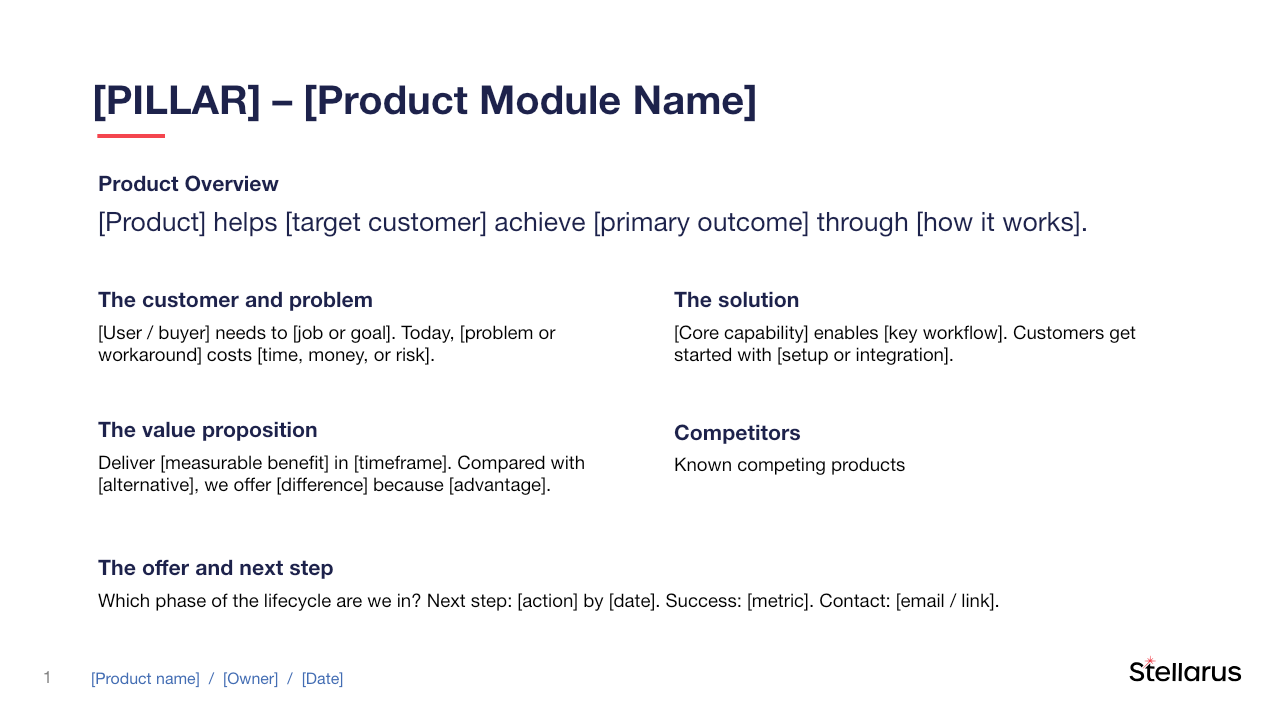 [PILLAR] – [Product Module Name]
Product Overview
[Product] helps [target customer] achieve [primary outcome] through [how it works].
The customer and problem
[User / buyer] needs to [job or goal]. Today, [problem or
workaround] costs [time, money, or risk].
The solution
[Core capability] enables [key workflow]. Customers get
started with [setup or integration].
The value proposition
Deliver [measurable benefit] in [timeframe]. Compared with
[alternative], we offer [difference] because [advantage].
Competitors
Known competing products
The offer and next step
Which phase of the lifecycle are we in? Next step: [action] by [date]. Success: [metric]. Contact: [email / link].
1
[Product name] / [Owner] / [Date]
Stellarus